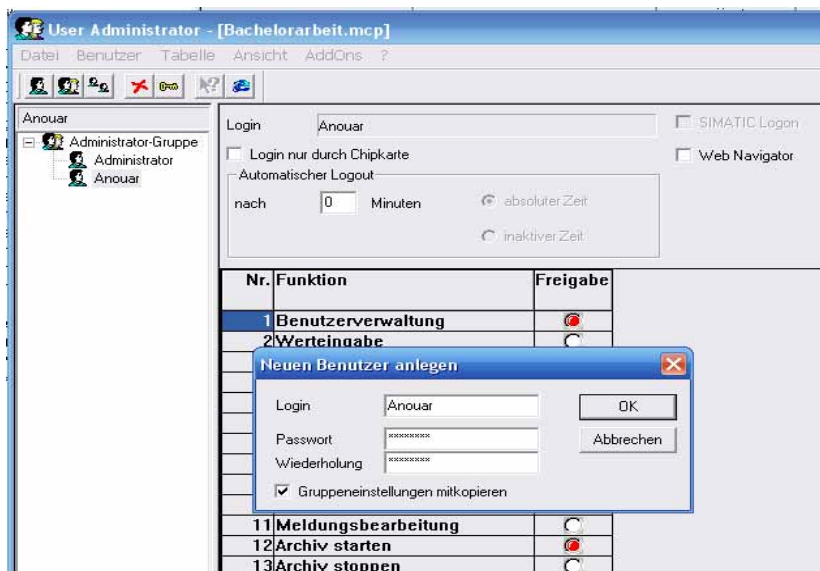 User Administrator - [Bachelorarbeit.mcp]
Datei Benutzer Tabelle Ansicht AddOns ?
Anouar
Administrator-Gruppe
Administrator
Anouar
Login Anouar
SIMATIC Logon
Login nur durch Chipkarte
Web Navigator
Automatischer Logout
nach 0 Minuten
absoluter Zeit
inaktiver Zeit
Nr. Funktion Freigabe
1 Benutzerverwaltung
2 Werteingabe
Neuen Benutzer anlegen
Login Anouar
OK
Passwort ********
Abbrechen
Wiederholung ********
Gruppeneinstellungen mitkopieren
11 Meldungsbearbeitung
12 Archiv starten
13 Archiv stoppen